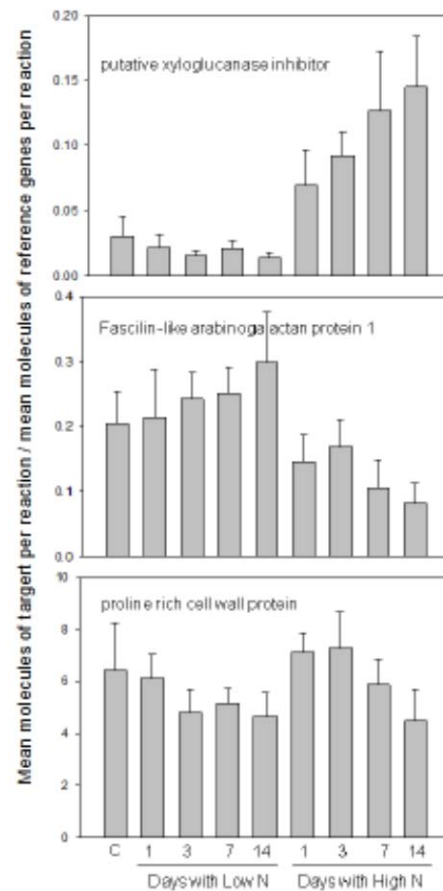 Mean molecules of targert per reaction / mean molecules of reference genes per reaction
0.20
putative xyloglucanase inhibitor
0.15
0.10
0.05
0.00
0.4
Fascilin-like arabinogalactan protein 1
0.3
0.2
0.1
0.0
10
proline rich cell wall protein
8
6
4
2
0
C 1 3 7 14 1 3 7 14
Days with Low N Days with High N